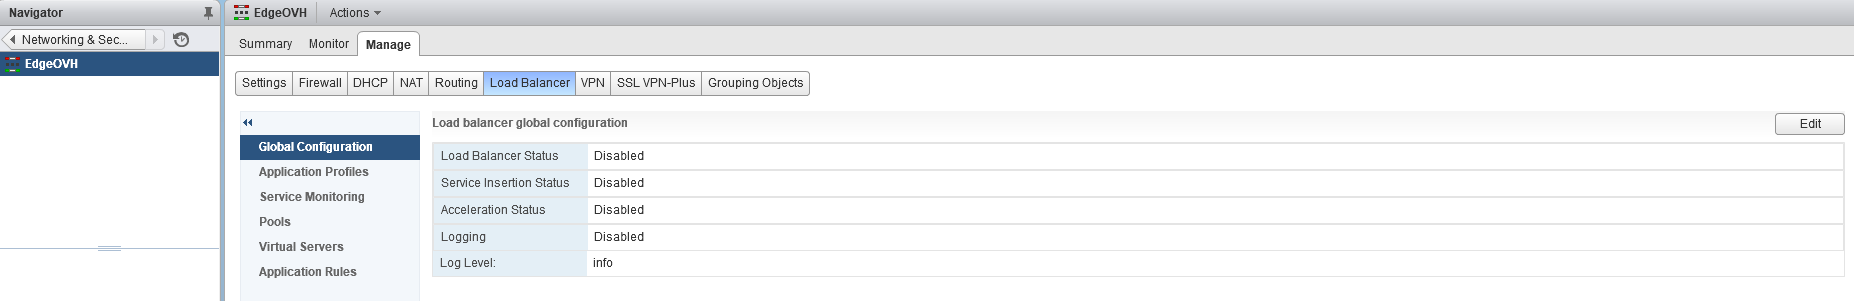 Navigator
Networking & Sec...
EdgeOVH
EdgeOVH Actions
Summary Monitor Manage
Settings Firewall DHCP NAT Routing Load Balancer VPN SSL VPN-Plus Grouping Objects
Global Configuration
Application Profiles
Service Monitoring
Pools
Virtual Servers
Application Rules
Load balancer global configuration Edit
Load Balancer Status Disabled
Service Insertion Status Disabled
Acceleration Status Disabled
Logging Disabled
Log Level: info